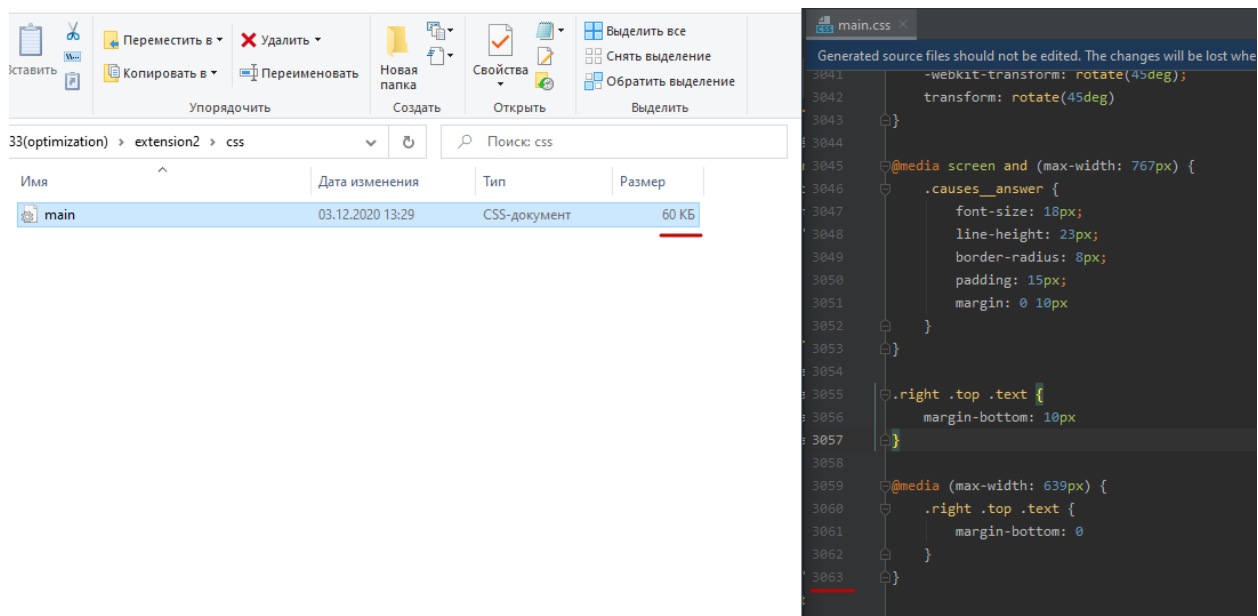 Вставить
Переместить в
Копировать в
Удалить
Переименовать
Упорядочить
Новая
папка
Создать
Свойства
Открыть
Выделить все
Снять выделение
Обратить выделение
Выделить
33(optimization) > extension2 > css
Поиск: css
Имя
Дата изменения
Тип
Размер
main
03.12.2020 13:29
CSS-документ
60 КБ
main.css
Generated source files should not be edited. The changes will be lost whe
3041 -webkit-transform: rotate(45deg);
3042 transform: rotate(45deg)
3043 }
3044
3045 @media screen and (max-width: 767px) {
3046 .causes__answer {
3047 font-size: 18px;
3048 line-height: 23px;
3049 border-radius: 8px;
3050 padding: 15px;
3051 margin: 0 10px
3052 }
3053 }
3054
3055 .right .top .text {
3056 margin-bottom: 10px
3057 }
3058
3059 @media (max-width: 639px) {
3060 .right .top .text {
3061 margin-bottom: 0
3062 }
3063 }